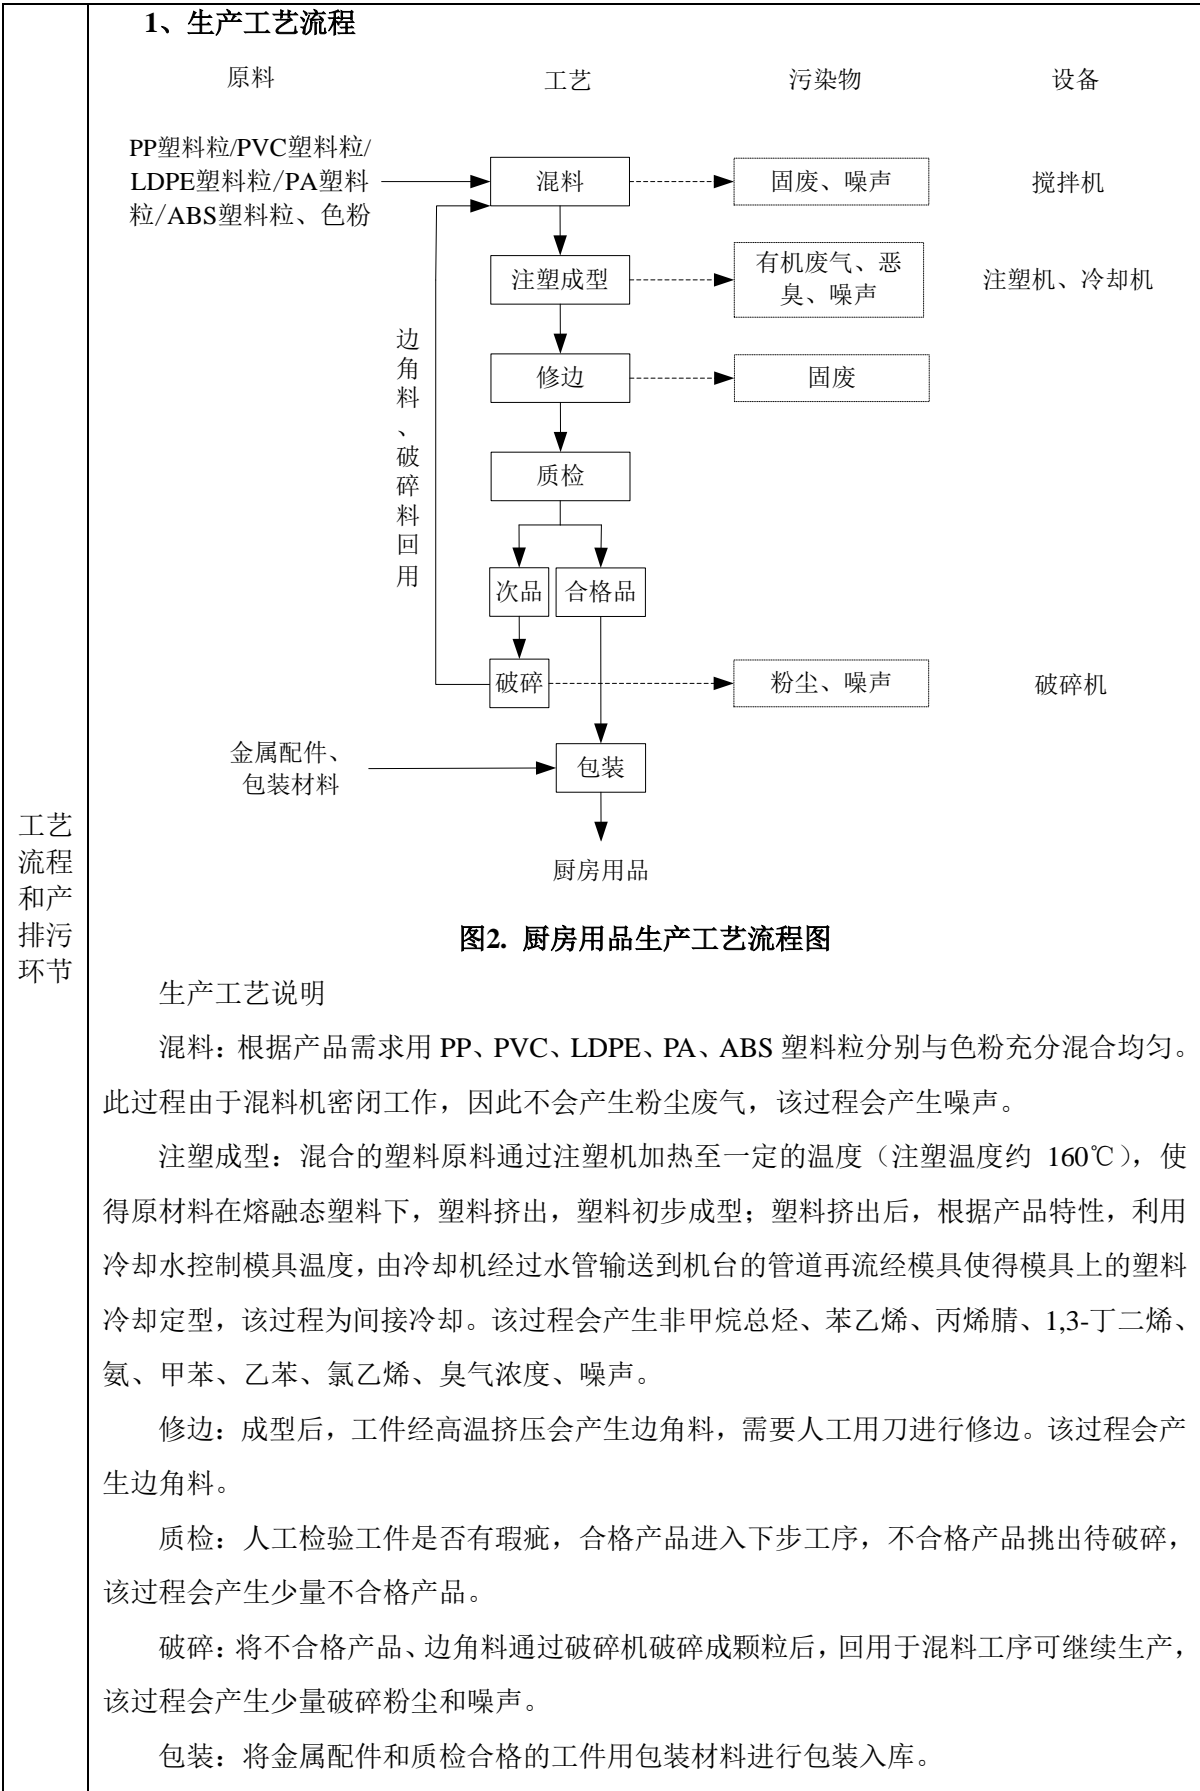 1、生产工艺流程
原料
工艺
污染物
设备
PP塑料粒/PVC塑料粒/
LDPE塑料粒/PA塑料
粒/ABS塑料粒、色粉
混料
固废、噪声
搅拌机
注塑成型
有机废气、恶
臭、噪声
注塑机、冷却机
边角料、破碎料回用
修边
固废
质检
次品
合格品
破碎
粉尘、噪声
破碎机
金属配件、
包装材料
包装
厨房用品
工艺
流程
和产
排污
环节
图2. 厨房用品生产工艺流程图
生产工艺说明
混料：根据产品需求用 PP、PVC、LDPE、PA、ABS 塑料粒分别与色粉充分混合均匀。
此过程由于混料机密闭工作，因此不会产生粉尘废气，该过程会产生噪声。
注塑成型：混合的塑料原料通过注塑机加热至一定的温度（注塑温度约 160℃），使
得原材料在熔融态塑料下，塑料挤出，塑料初步成型；塑料挤出后，根据产品特性，利用
冷却水控制模具温度，由冷却机经过水管输送到机台的管道再流经模具使得模具上的塑料
冷却定型，该过程为间接冷却。该过程会产生非甲烷总烃、苯乙烯、丙烯腈、1,3-丁二烯、
氨、甲苯、乙苯、氯乙烯、臭气浓度、噪声。
修边：成型后，工件经高温挤压会产生边角料，需要人工用刀进行修边。该过程会产
生边角料。
质检：人工检验工件是否有瑕疵，合格产品进入下步工序，不合格产品挑出待破碎，
该过程会产生少量不合格产品。
破碎：将不合格产品、边角料通过破碎机破碎成颗粒后，回用于混料工序可继续生产，
该过程会产生少量破碎粉尘和噪声。
包装：将金属配件和质检合格的工件用包装材料进行包装入库。